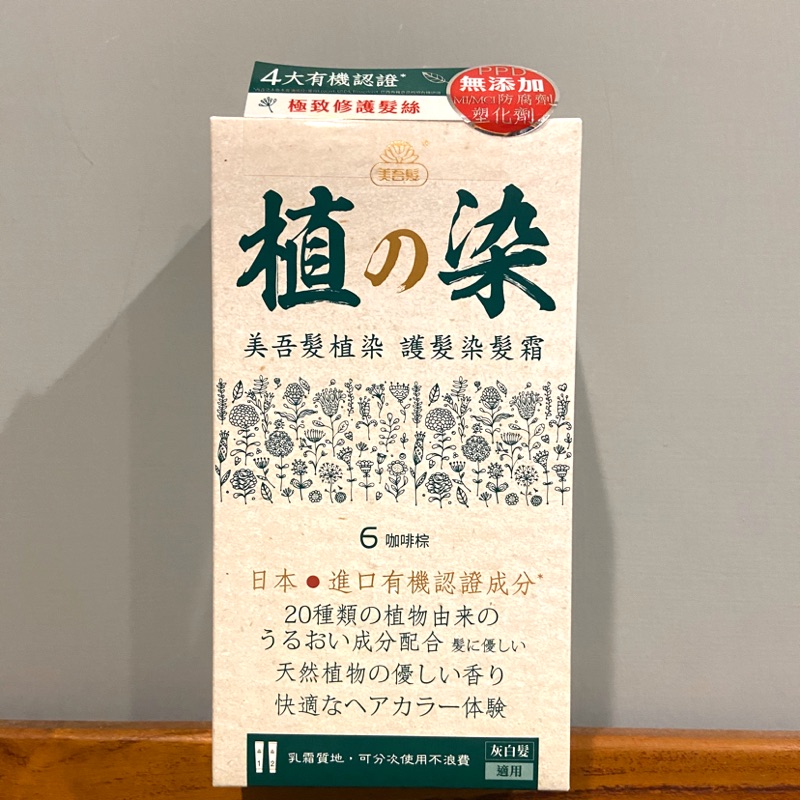 4大有機認證*
極致修護髮絲
PPD
無添加
MI/MCI防腐劑
塑化劑
美吾髮
植の染
美吾髮植染 護髮染髮霜
6 咖啡棕
日本●進口有機認證成分*
20種類の植物由来の
うるおい成分配合 髪に優しい
天然植物の優しい香り
快適なヘアカラー体験
1 2 乳霜質地・可分次使用不浪費
灰白髮
適用